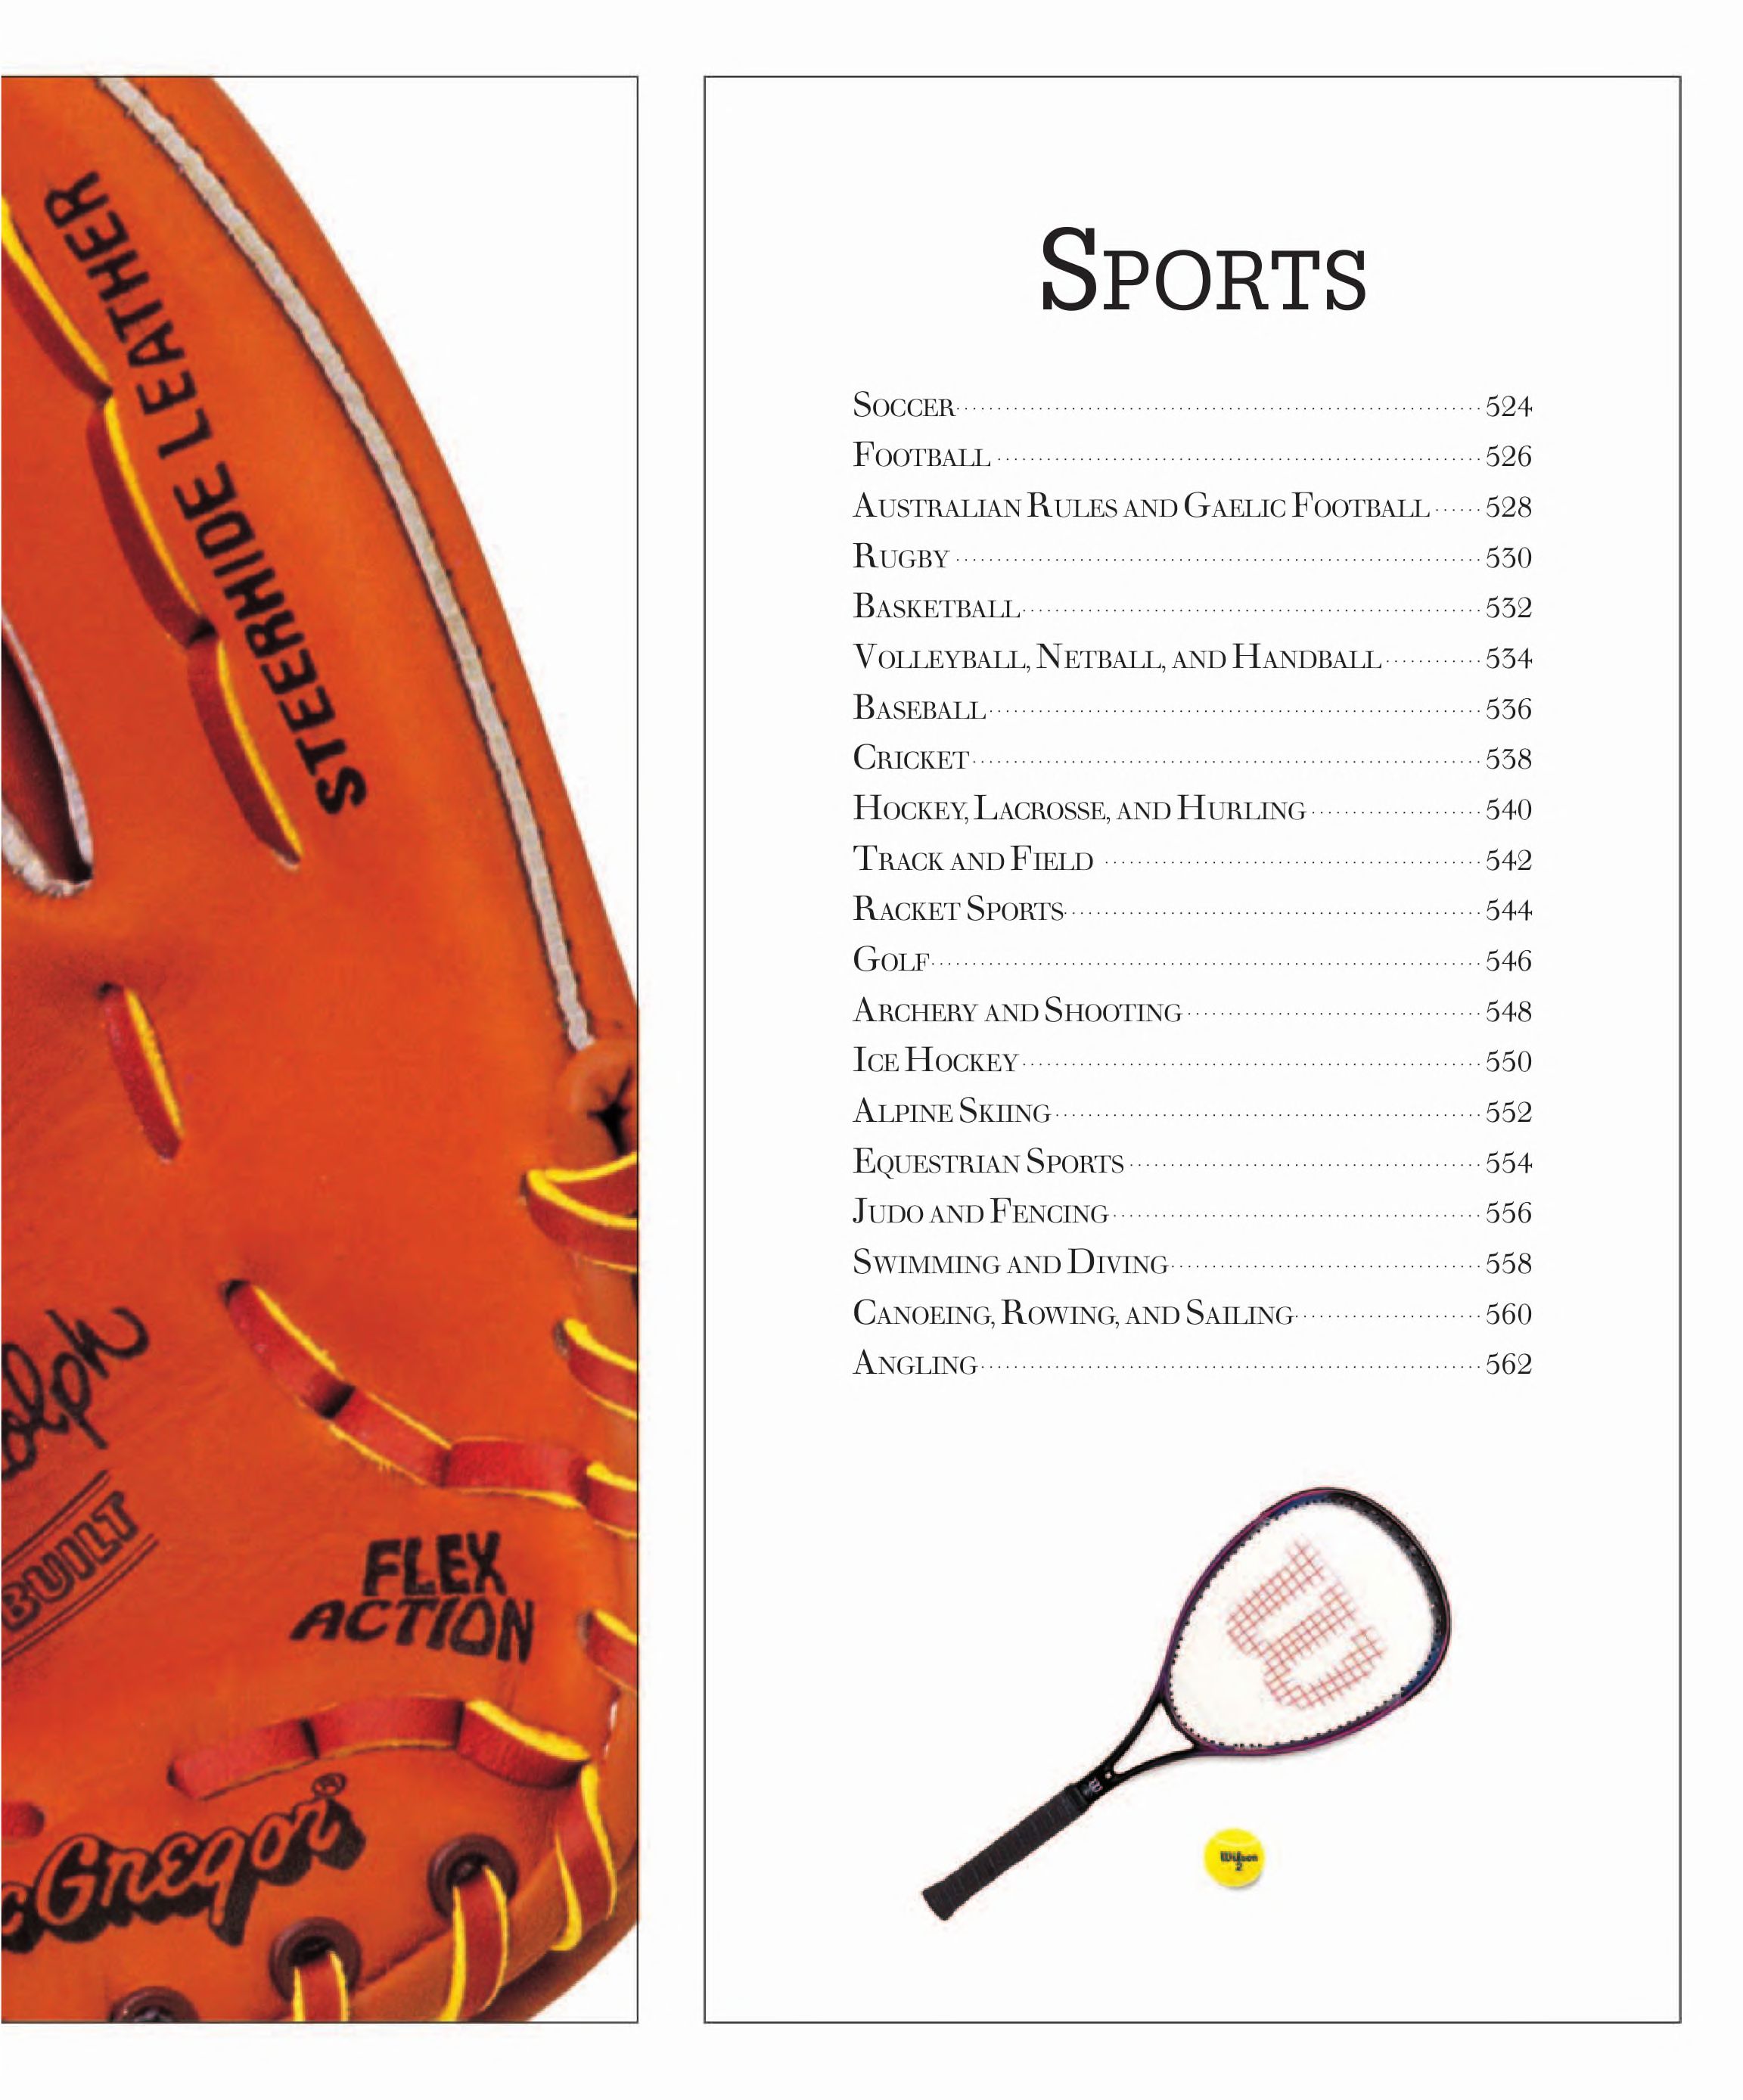 STEERHIDE LEATHER
olph
BUILT
FLEX
ACTION
cGregor®
SPORTS
SOCCER 524
FOOTBALL 526
AUSTRALIAN RULES AND GAELIC FOOTBALL 528
RUGBY 530
BASKETBALL 532
VOLLEYBALL, NETBALL, AND HANDBALL 534
BASEBALL 536
CRICKET 538
HOCKEY, LACROSSE, AND HURLING 540
TRACK AND FIELD 542
RACKET SPORTS 544
GOLF 546
ARCHERY AND SHOOTING 548
ICE HOCKEY 550
ALPINE SKIING 552
EQUESTRIAN SPORTS 554
JUDO AND FENCING 556
SWIMMING AND DIVING 558
CANOEING, ROWING, AND SAILING 560
ANGLING 562
W
W
Wilson
2